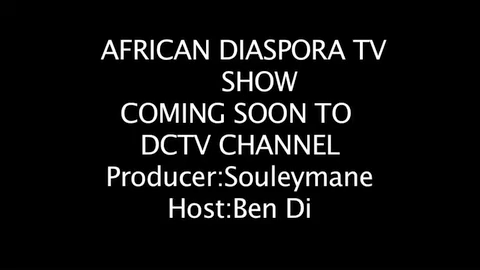 AFRICAN DIASPORA TV
SHOW
COMING SOON TO
DCTV CHANNEL
Producer:Souleymane
Host:Ben Di